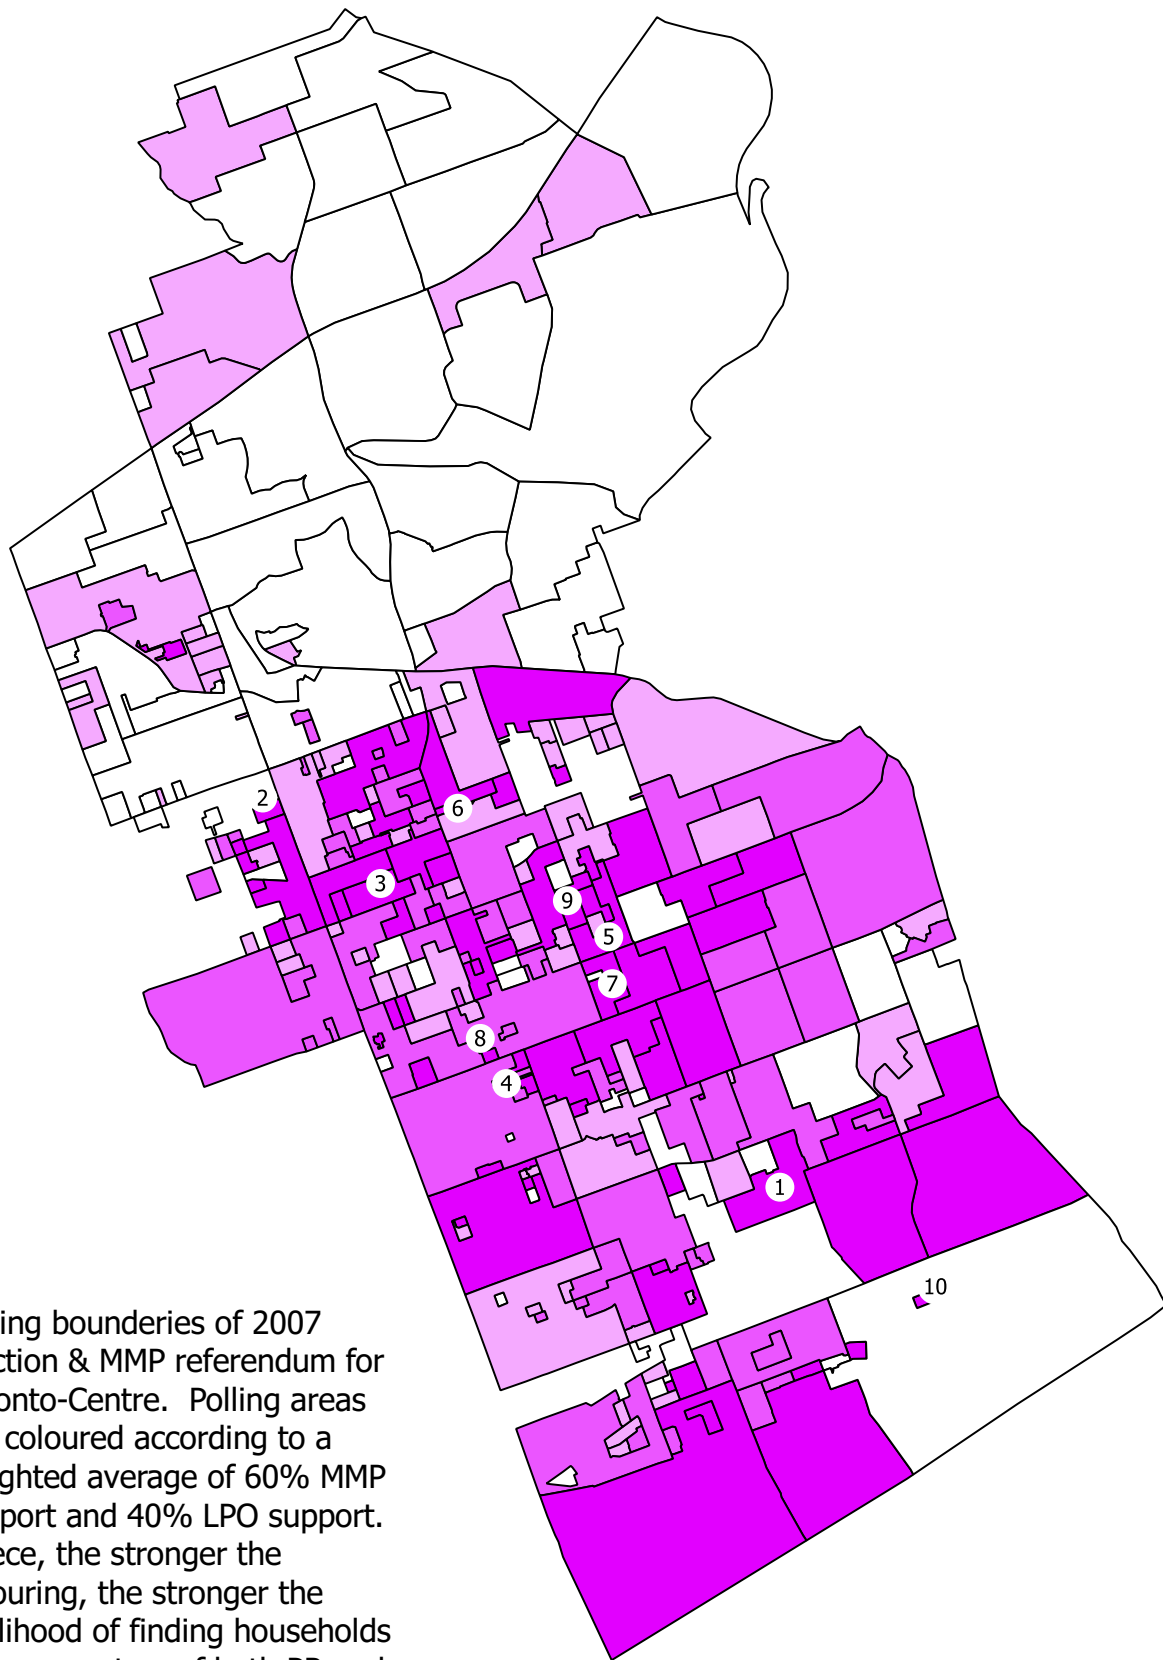 2
6
3
9
5
7
8
4
1
10
ing bounderies of 2007
ction & MMP referendum for
onto-Centre. Polling areas
coloured according to a
ghted average of 60% MMP
port and 40% LPO support.
ece, the stronger the
ouring, the stronger the
lihood of finding households